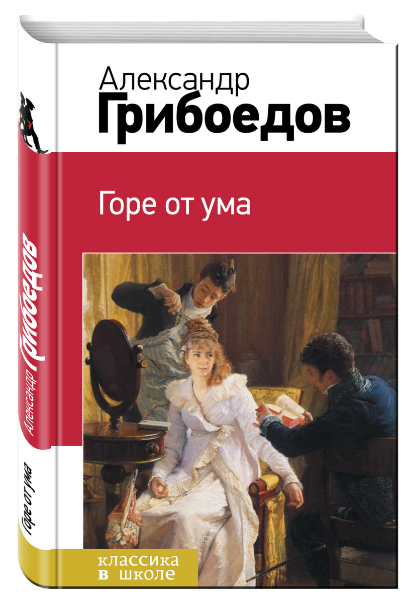 Александр
Грибоедов
Горе от ума
классика
в школе
Александр Грибоедов
Горе от ума